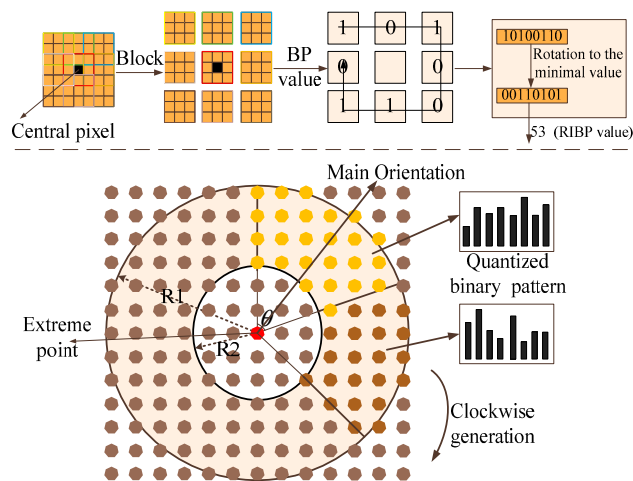 Central pixel
Block
BP
value
1 0 1
0 0
1 1 0
10100110
Rotation to the
minimal value
00110101
53 (RIBP value)
Main Orientation
Quantized
binary pattern
R1
θ
Extreme
point
R2
Clockwise
generation